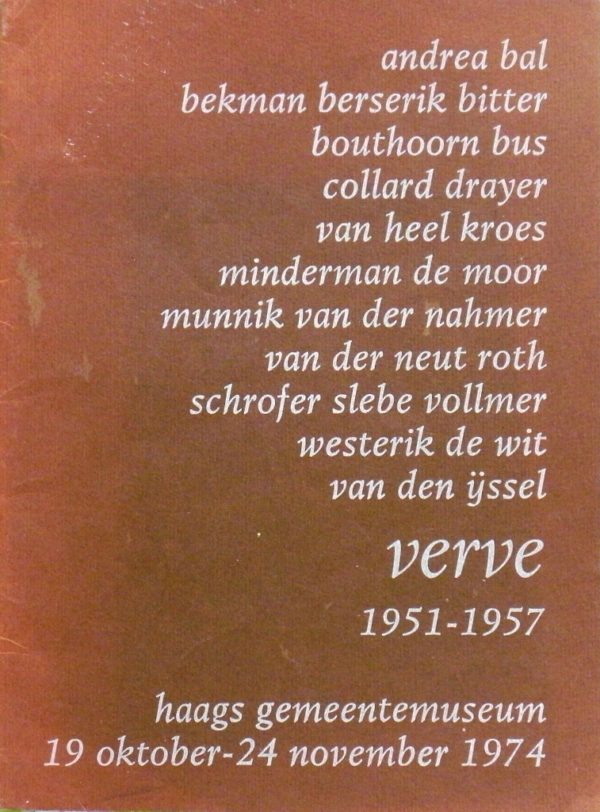 andrea bal
bekman berserik bitter
bouthoorn bus
collard drayer
van heel kroes
minderman de moor
munnik van der nahmer
van der neut roth
schrofer slebe vollmer
westerik de wit
van den ijssel
verve
1951-1957
haags gemeentemuseum
19 oktober-24 november 1974